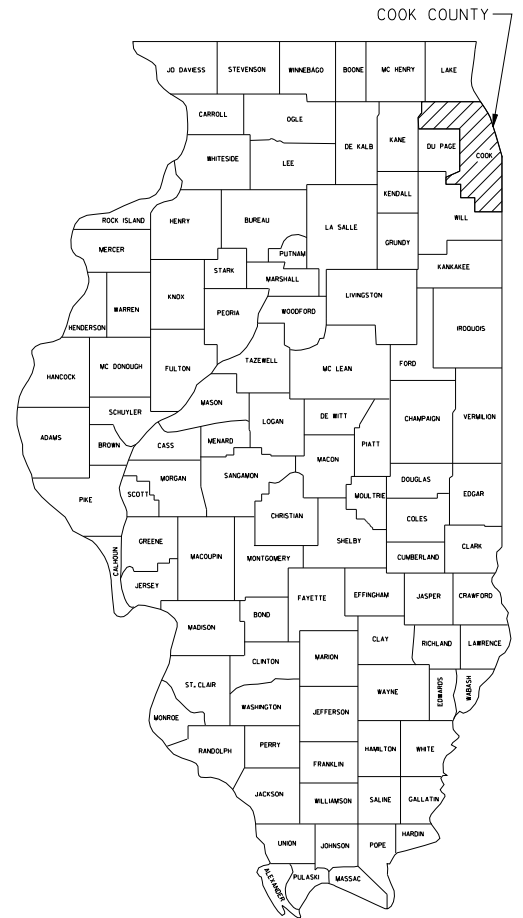 COOK COUNTY
JO DAVIESS STEVENSON WINNEBAGO BOONE MC HENRY LAKE
CARROLL OGLE DE KALB KANE DU PAGE COOK
WHITESIDE LEE
KENDALL
ROCK ISLAND HENRY BUREAU LA SALLE WILL
MERCER PUTNAM GRUNDY
STARK MARSHALL KANKAKEE
KNOX LIVINGSTON
HENDERSON WARREN PEORIA WOODFORD IROQUOIS
HANCOCK MC DONOUGH FULTON TAZEWELL MC LEAN FORD
MASON
SCHUYLER LOGAN DE WITT CHAMPAIGN VERMILION
ADAMS BROWN CASS MENARD PIATT
MACON
MORGAN SANGAMON DOUGLAS
PIKE SCOTT MOULTRIE EDGAR
CHRISTIAN COLES
GREENE MACOUPIN SHELBY
CALHOUN MONTGOMERY CUMBERLAND CLARK
JERSEY FAYETTE EFFINGHAM JASPER CRAWFORD
MADISON BOND
CLAY RICHLAND LAWRENCE
CLINTON MARION
ST. CLAIR WAYNE EDWARDS WABASH
MONROE WASHINGTON JEFFERSON
RANDOLPH PERRY HAMILTON WHITE
FRANKLIN
JACKSON WILLIAMSON SALINE GALLATIN
HARDIN
UNION JOHNSON POPE
ALEXANDER PULASKI MASSAC